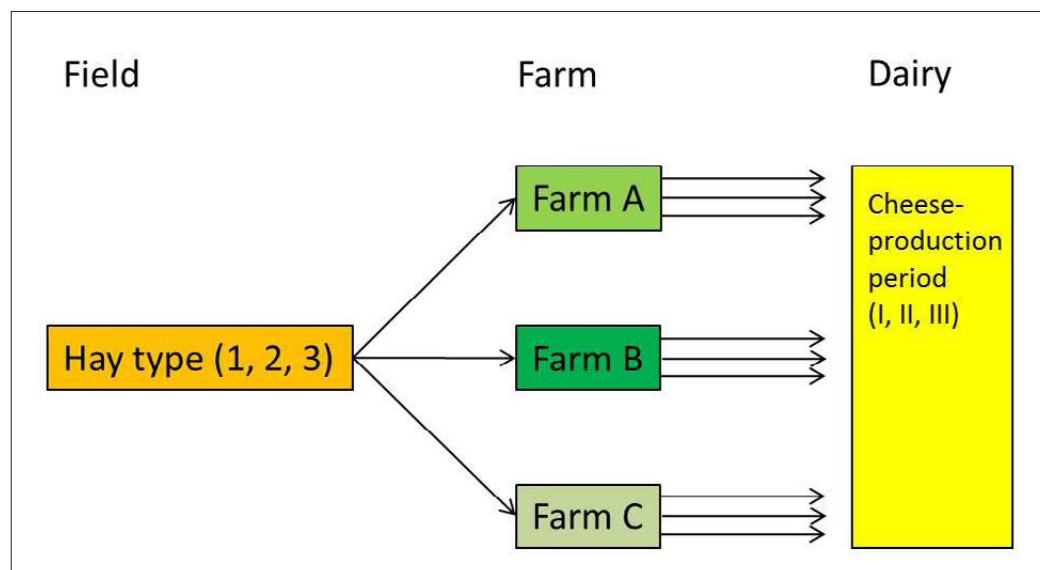 Field
Farm
Dairy
Hay type (1, 2, 3)
Farm A
Farm B
Farm C
Cheese-
production
period
(I, II, III)